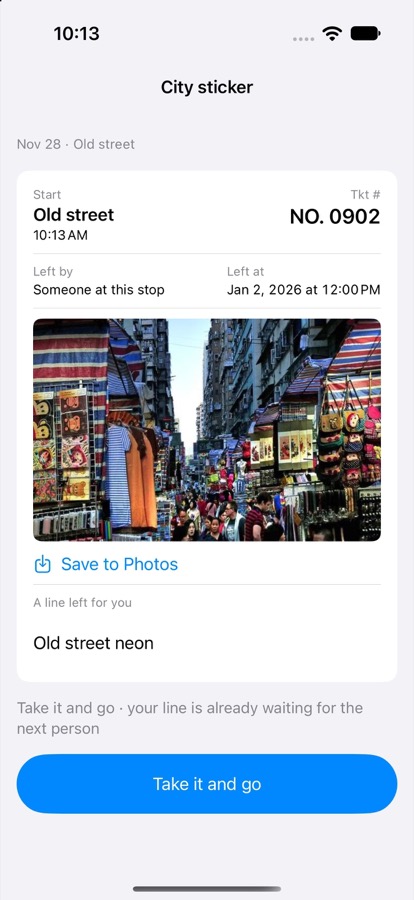 10:13
City sticker
Nov 28 · Old street
Start
Tkt #
Old street
NO. 0902
10:13 AM
Left by
Left at
Someone at this stop
Jan 2, 2026 at 12:00 PM
Save to Photos
A line left for you
Old street neon
Take it and go · your line is already waiting for the
next person
Take it and go